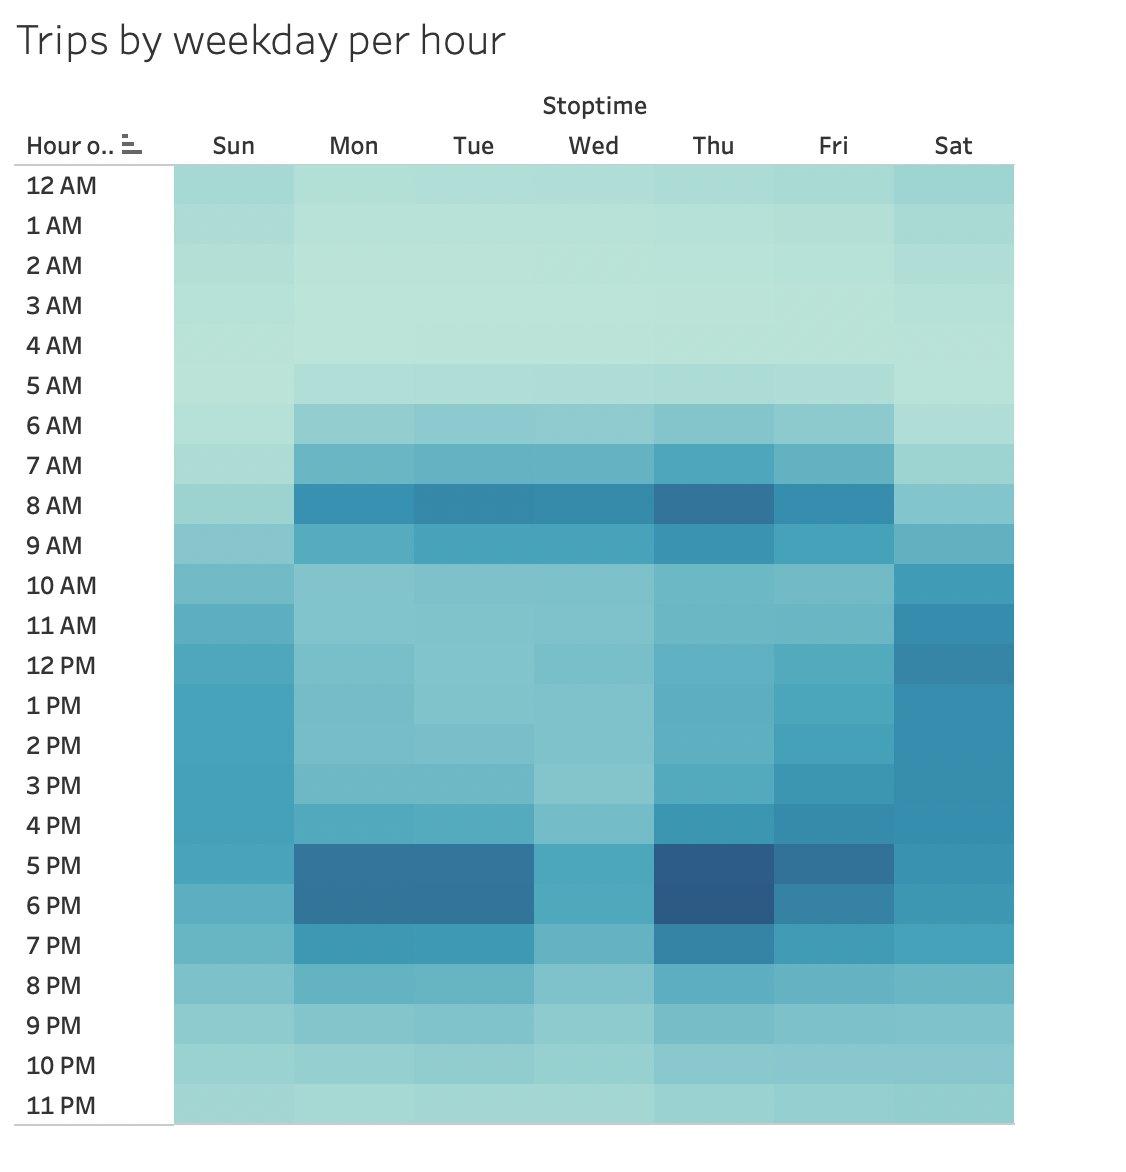 Trips by weekday per hour
Stoptime
Hour o.. Sun Mon Tue Wed Thu Fri Sat
12 AM
1 AM
2 AM
3 AM
4 AM
5 AM
6 AM
7 AM
8 AM
9 AM
10 AM
11 AM
12 PM
1 PM
2 PM
3 PM
4 PM
5 PM
6 PM
7 PM
8 PM
9 PM
10 PM
11 PM